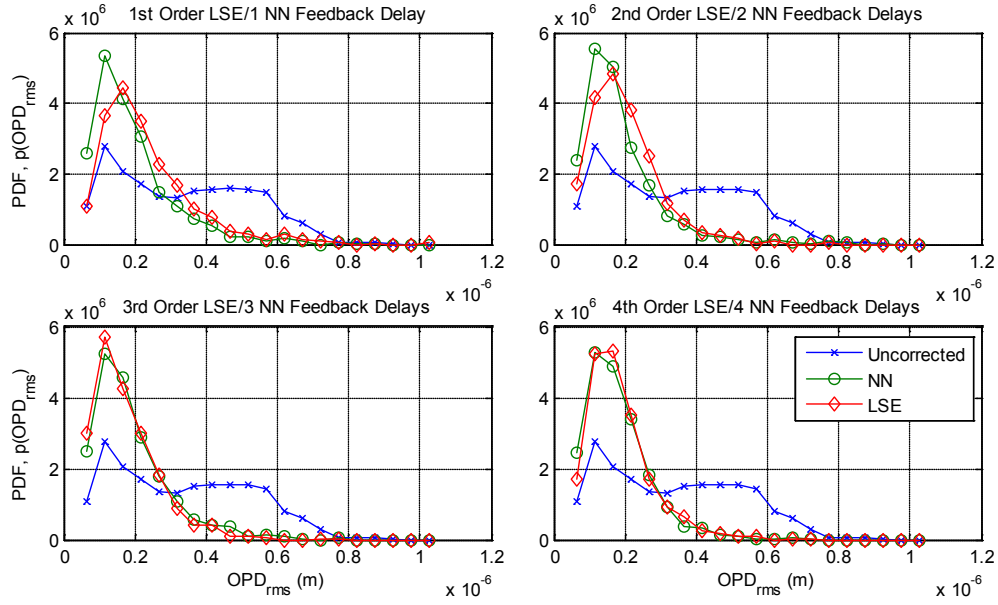 x 10^6
1st Order LSE/1 NN Feedback Delay
PDF, p(OPD_rms)
6
4
2
0
0 0.2 0.4 0.6 0.8 1 1.2
x 10^-6
x 10^6
2nd Order LSE/2 NN Feedback Delays
6
4
2
0
0 0.2 0.4 0.6 0.8 1 1.2
x 10^-6
x 10^6
3rd Order LSE/3 NN Feedback Delays
PDF, p(OPD_rms)
6
4
2
0
0 0.2 0.4 0.6 0.8 1 1.2
OPD_rms (m)
x 10^-6
x 10^6
4th Order LSE/4 NN Feedback Delays
6
4
2
0
Uncorrected
NN
LSE
0 0.2 0.4 0.6 0.8 1 1.2
OPD_rms (m)
x 10^-6